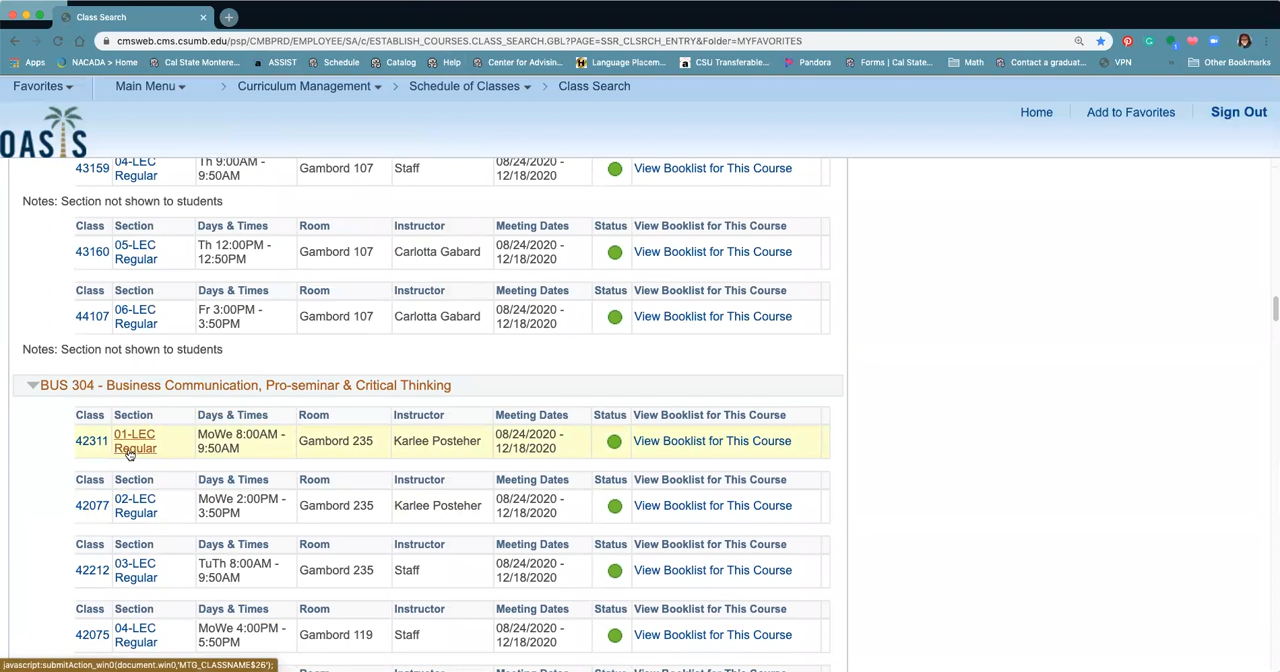 Class Search
cmsweb.cms.csumb.edu/psp/CMBPRD/EMPLOYEE/SA/c/ESTABLISH_COURSES.CLASS_SEARCH.GBL?PAGE=SSR_CLSRCH_ENTRY&Folder=MYFAVORITES
Apps NACADA > Home Cal State Montere... ASSIST Schedule Catalog Help Center for Advisin... Language Placem... CSU Transferable... Pandora Forms | Cal State... Math Contact a graduat... VPN » Other Bookmarks
Favorites Main Menu > Curriculum Management > Schedule of Classes > Class Search
Home Add to Favorites Sign Out
OASIS
43159 04-LEC Regular Th 9:00AM - 9:50AM Gambord 107 Staff 08/24/2020 - 12/18/2020 View Booklist for This Course
Notes: Section not shown to students
Class Section Days & Times Room Instructor Meeting Dates Status View Booklist for This Course
43160 05-LEC Regular Th 12:00PM - 12:50PM Gambord 107 Carlotta Gabard 08/24/2020 - 12/18/2020 View Booklist for This Course
Class Section Days & Times Room Instructor Meeting Dates Status View Booklist for This Course
44107 06-LEC Regular Fr 3:00PM - 3:50PM Gambord 107 Carlotta Gabard 08/24/2020 - 12/18/2020 View Booklist for This Course
Notes: Section not shown to students
BUS 304 - Business Communication, Pro-seminar & Critical Thinking
Class Section Days & Times Room Instructor Meeting Dates Status View Booklist for This Course
42311 01-LEC Regular MoWe 8:00AM - 9:50AM Gambord 235 Karlee Posteher 08/24/2020 - 12/18/2020 View Booklist for This Course
Class Section Days & Times Room Instructor Meeting Dates Status View Booklist for This Course
42077 02-LEC Regular MoWe 2:00PM - 3:50PM Gambord 235 Karlee Posteher 08/24/2020 - 12/18/2020 View Booklist for This Course
Class Section Days & Times Room Instructor Meeting Dates Status View Booklist for This Course
42212 03-LEC Regular TuTh 8:00AM - 9:50AM Gambord 235 Staff 08/24/2020 - 12/18/2020 View Booklist for This Course
Class Section Days & Times Room Instructor Meeting Dates Status View Booklist for This Course
42075 04-LEC Regular MoWe 4:00PM - 5:50PM Gambord 119 Staff 08/24/2020 - 12/18/2020 View Booklist for This Course
javascript:submitAction_win0(document.win0,'MTG_CLASSNAME$26');